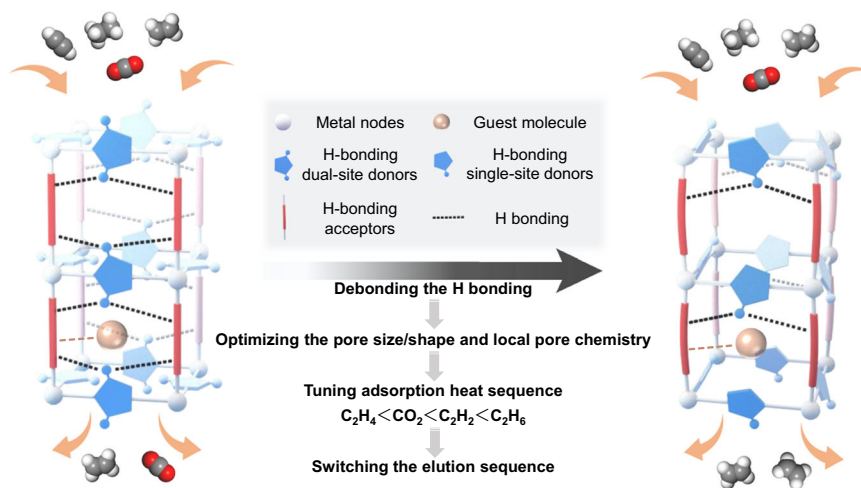 Metal nodes
Guest molecule
H-bonding
dual-site donors
H-bonding
single-site donors
H-bonding
acceptors
H bonding
Debonding the H bonding
Optimizing the pore size/shape and local pore chemistry
Tuning adsorption heat sequence
C₂H₄<CO₂<C₂H₂<C₂H₆
Switching the elution sequence